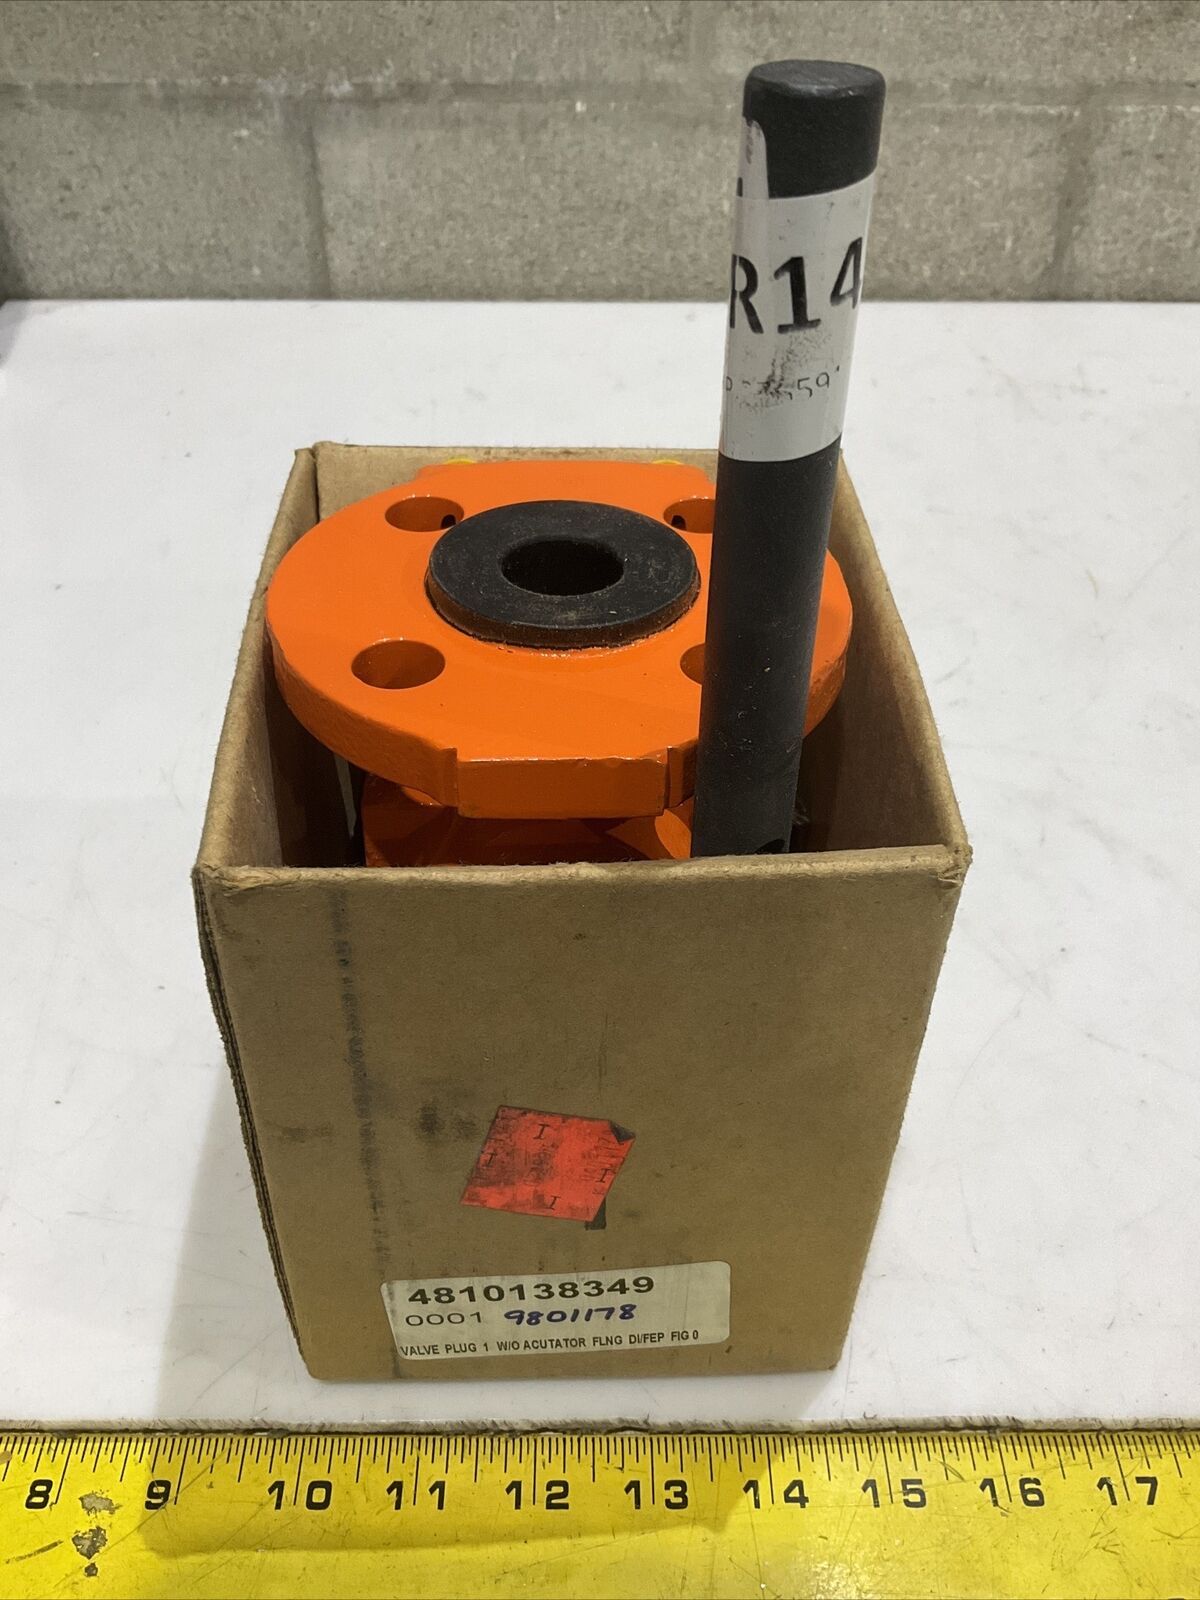 R14
4810138349
0001 9801178
VALVE PLUG 1 W/O ACUTATOR FLNG DI/FEP FIG 0
I
I
I
I
8 9 10 11 12 13 14 15 16 17